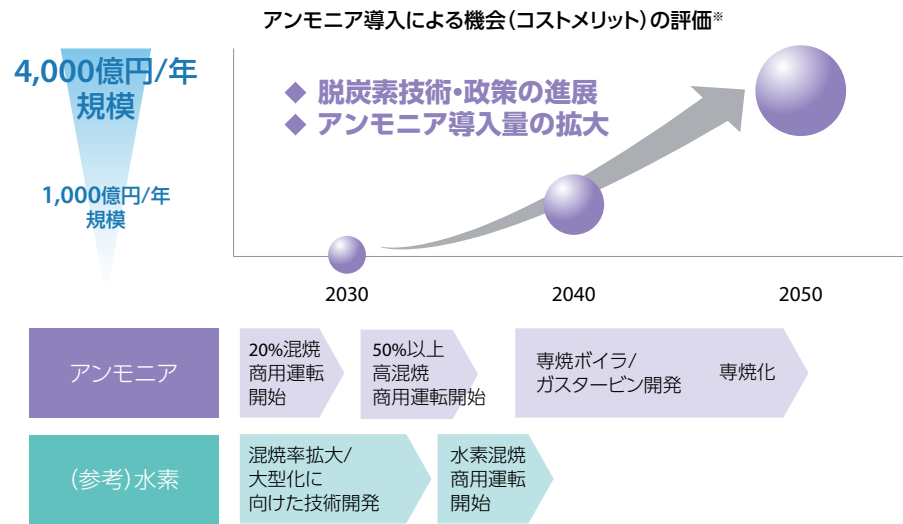 アンモニア導入による機会（コストメリット）の評価※
4,000億円/年
規模
1,000億円/年
規模
◆ 脱炭素技術・政策の進展
◆ アンモニア導入量の拡大
2030
2040
2050
アンモニア
20%混焼
商用運転
開始
50%以上
高混焼
商用運転開始
専焼ボイラ/
ガスタービン開発
専焼化
（参考）水素
混焼率拡大/
大型化に
向けた技術開発
水素混焼
商用運転
開始